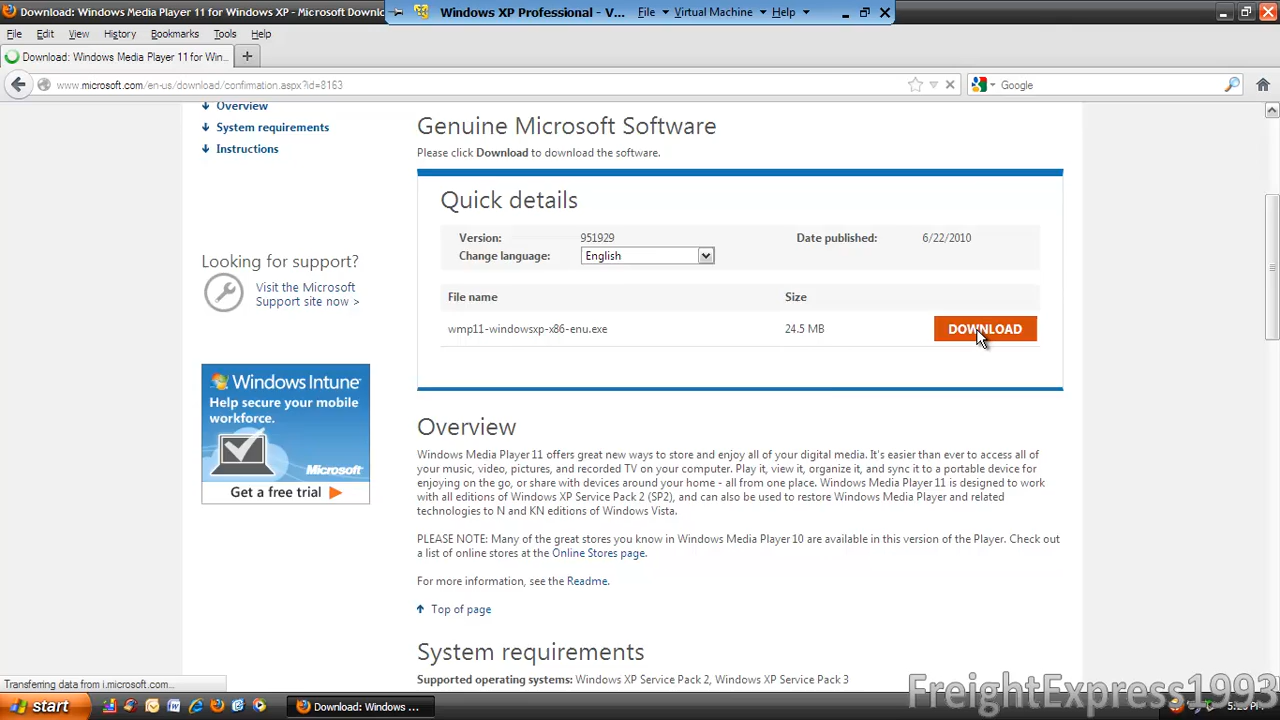 Download: Windows Media Player 11 for Windows XP - Microsoft Downlo
Windows XP Professional - V...
File
Virtual Machine
Help
File Edit View History Bookmarks Tools Help
Download: Windows Media Player 11 for Win...
www.microsoft.com/en-us/download/confirmation.aspx?id=8163
Google
Overview
System requirements
Instructions
Genuine Microsoft Software
Please click Download to download the software.
Quick details
Version: 951929 Date published: 6/22/2010
Change language: English
File name Size
wmp11-windowsxp-x86-enu.exe 24.5 MB DOWNLOAD
Looking for support?
Visit the Microsoft
Support site now >
Windows Intune
Help secure your mobile
workforce.
Microsoft
Get a free trial
Overview
Windows Media Player 11 offers great new ways to store and enjoy all of your digital media. It's easier than ever to access all of
your music, video, pictures, and recorded TV on your computer. Play it, view it, organize it, and sync it to a portable device for
enjoying on the go, or share with devices around your home - all from one place. Windows Media Player 11 is designed to work
with all editions of Windows XP Service Pack 2 (SP2), and can also be used to restore Windows Media Player and related
technologies to N and KN editions of Windows Vista.
PLEASE NOTE: Many of the great stores you know in Windows Media Player 10 are available in this version of the Player. Check out
a list of online stores at the Online Stores page.
For more information, see the Readme.
Top of page
System requirements
Supported operating systems: Windows XP Service Pack 2, Windows XP Service Pack 3
Transferring data from i.microsoft.com...
start
Download: Windows ...
FreightExpress1993